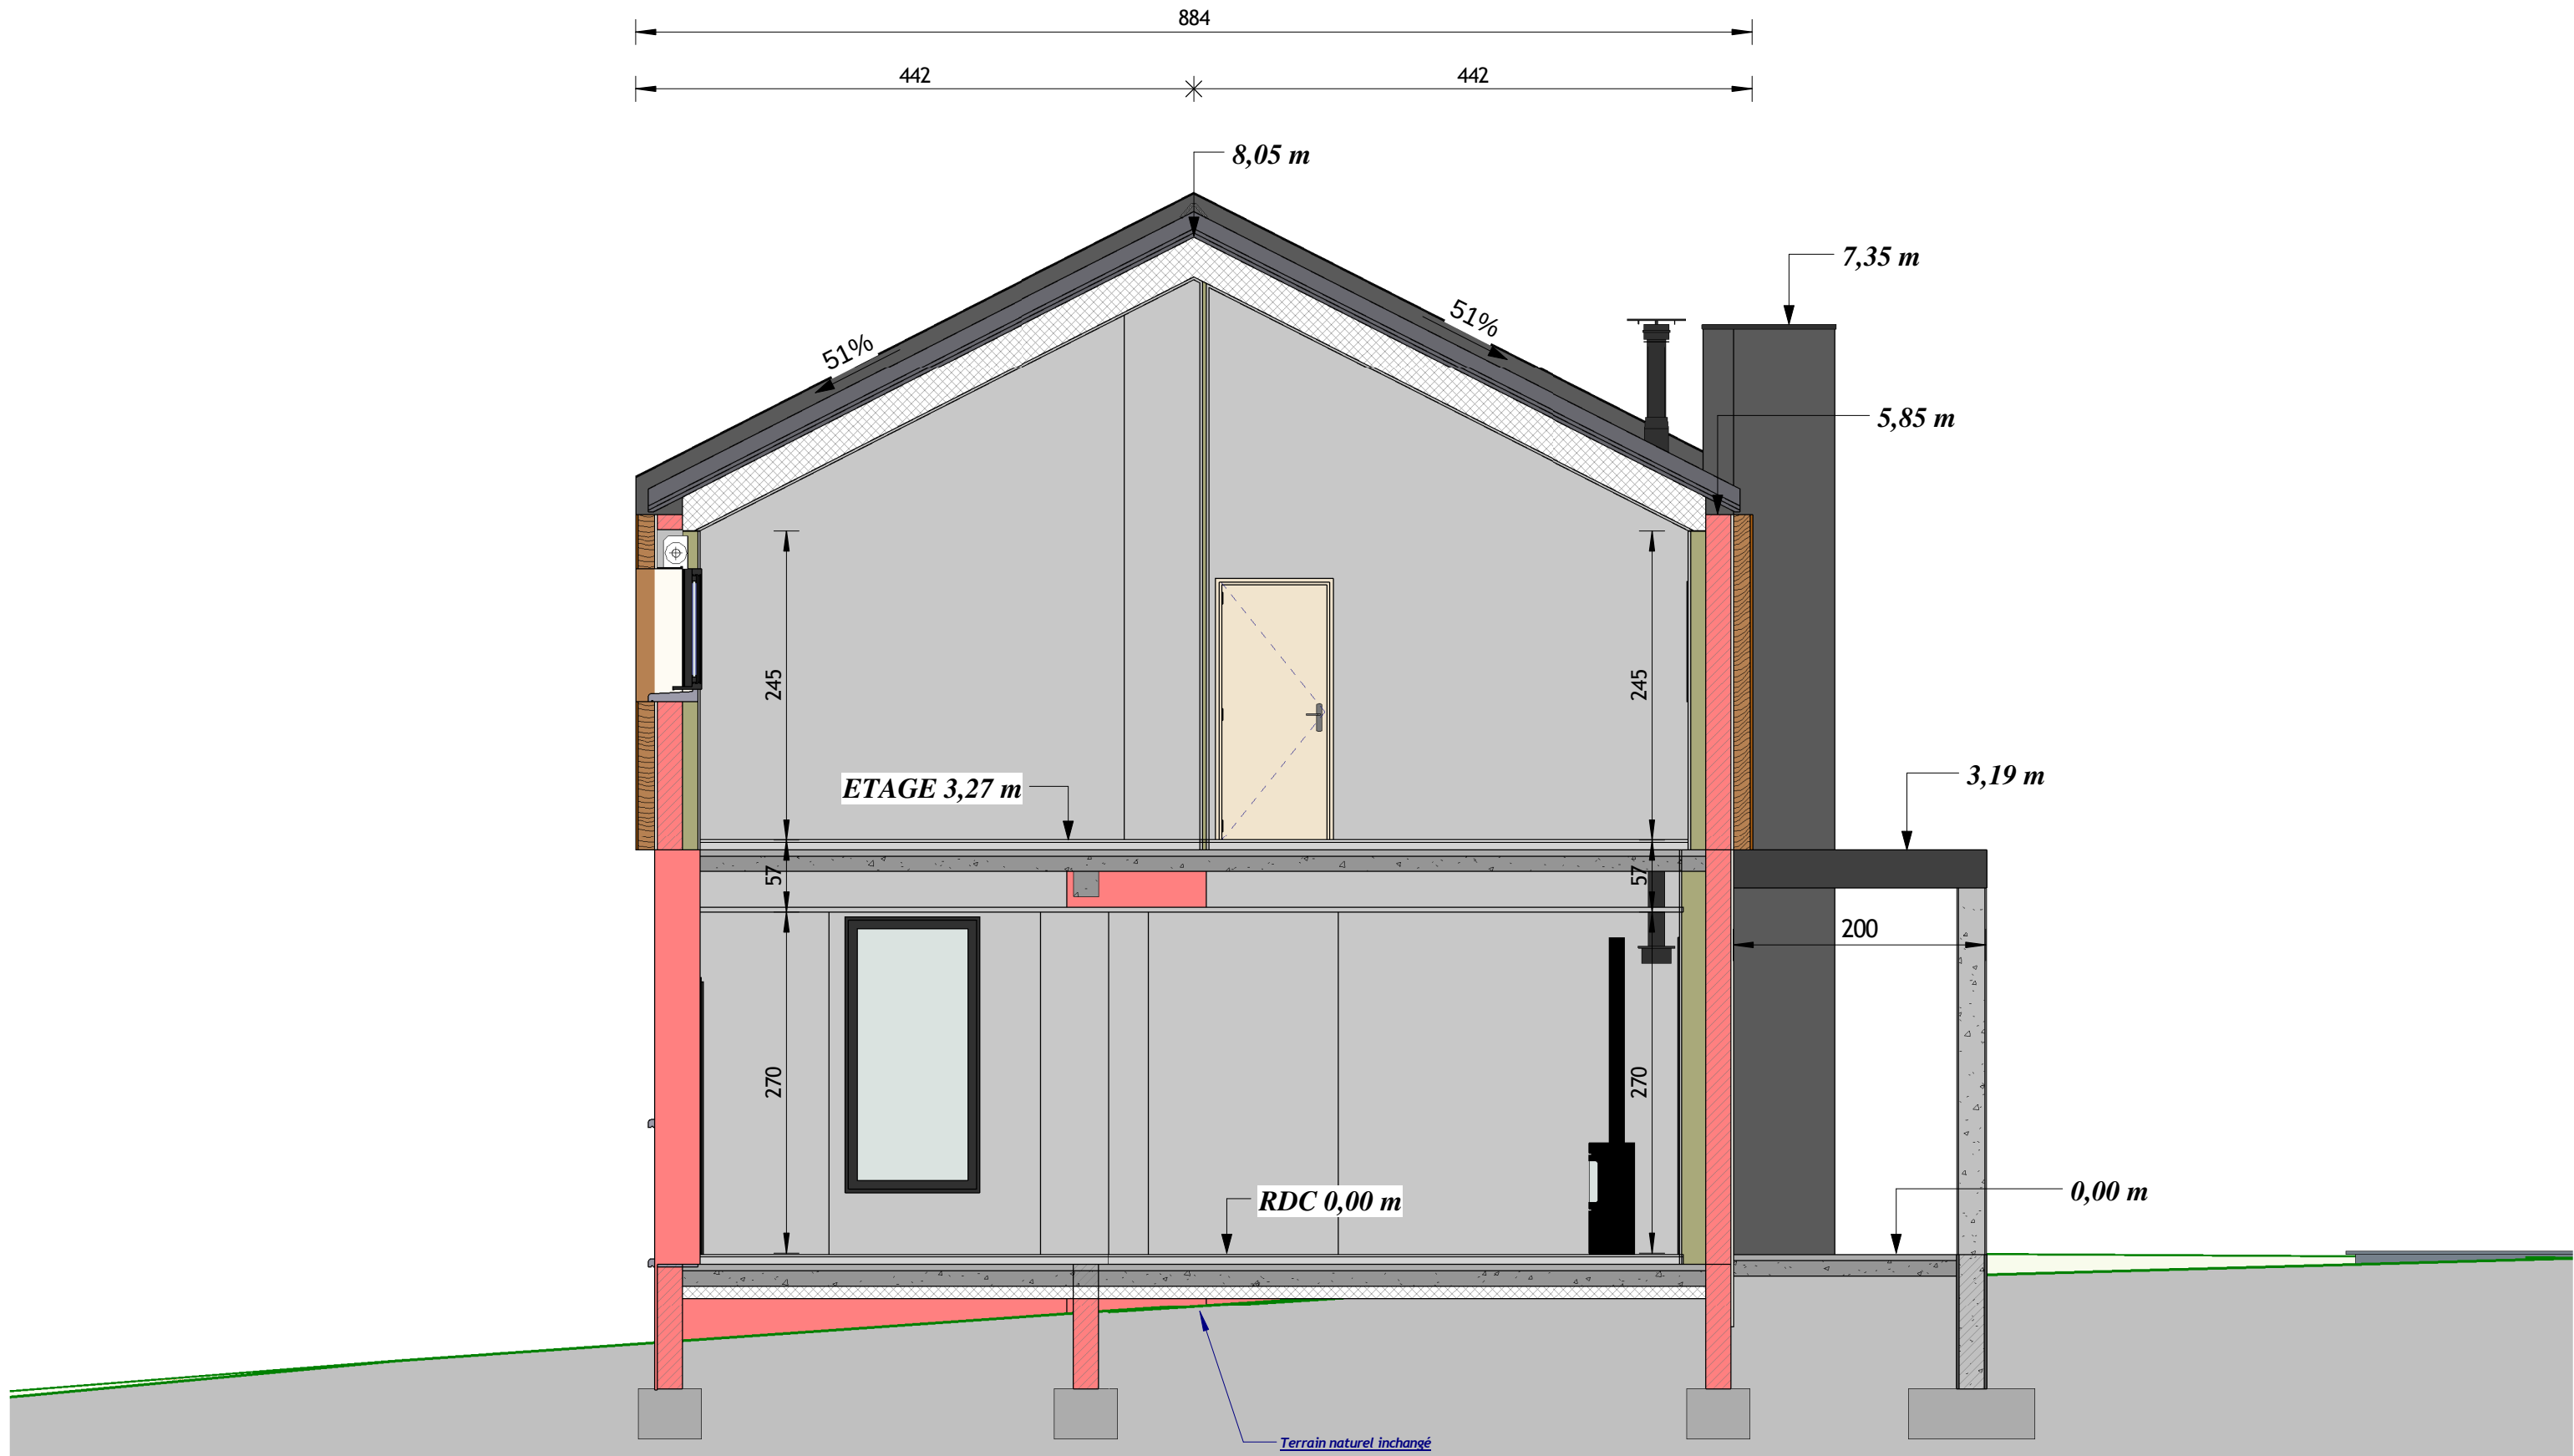 884
442
442
8,05 m
7,35 m
51%
51%
5,85 m
245
245
ETAGE 3,27 m
3,19 m
57
57
200
270
270
RDC 0,00 m
0,00 m
Terrain naturel inchangé